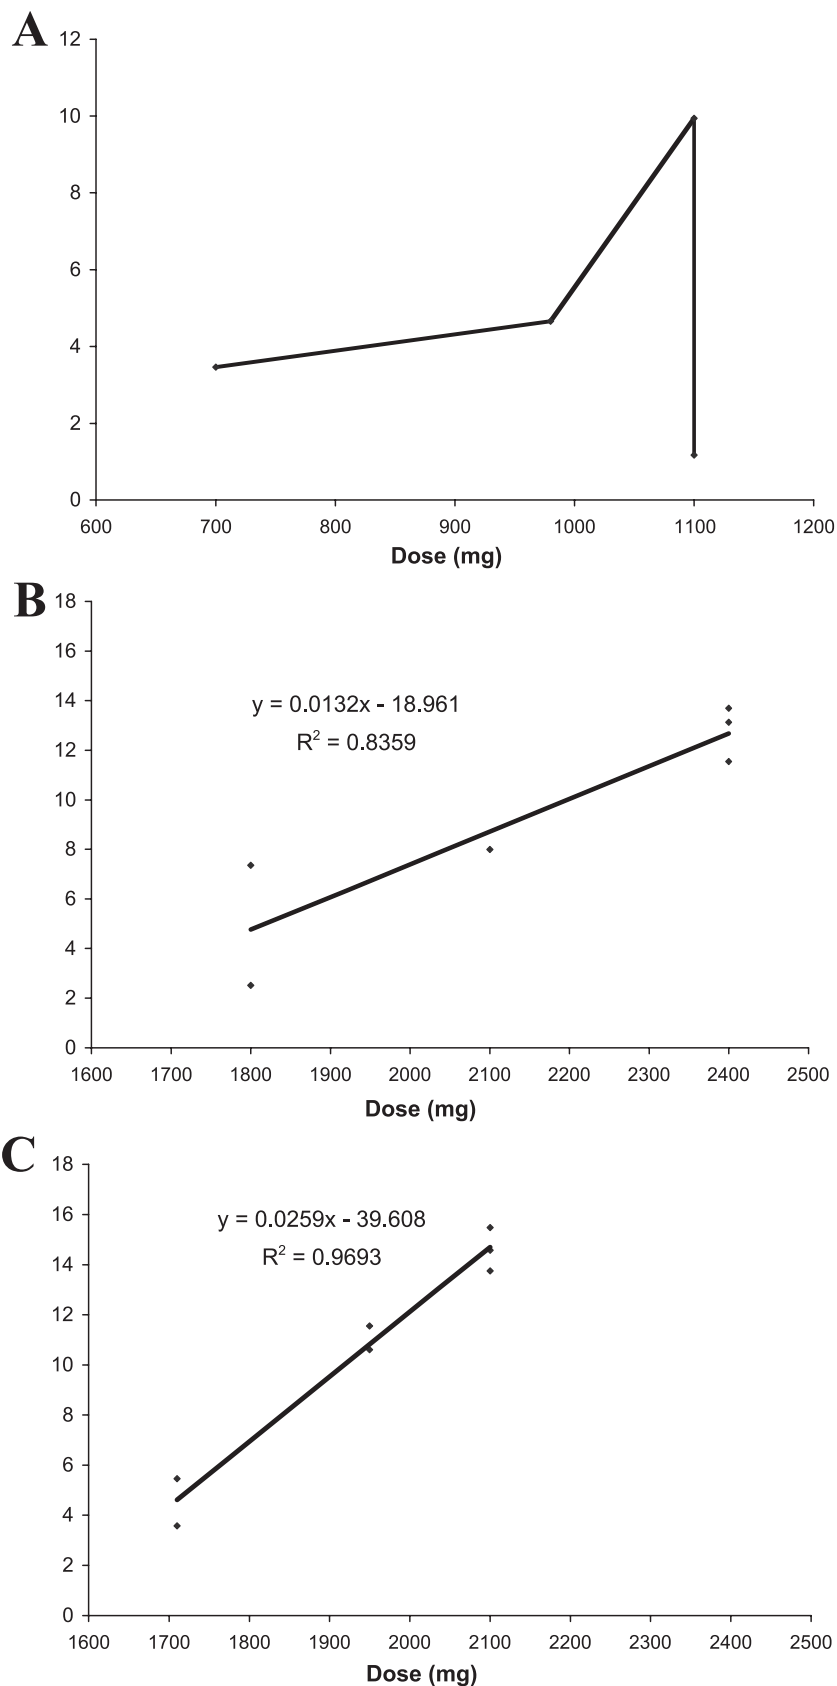 A
12
10
8
6
4
2
0
600 700 800 900 1000 1100 1200
Dose (mg)
B
18
16
14
12
10
8
6
4
2
0
y = 0.0132x - 18.961
R² = 0.8359
1600 1700 1800 1900 2000 2100 2200 2300 2400 2500
Dose (mg)
C
18
16
14
12
10
8
6
4
2
0
y = 0.0259x - 39.608
R² = 0.9693
1600 1700 1800 1900 2000 2100 2200 2300 2400 2500
Dose (mg)